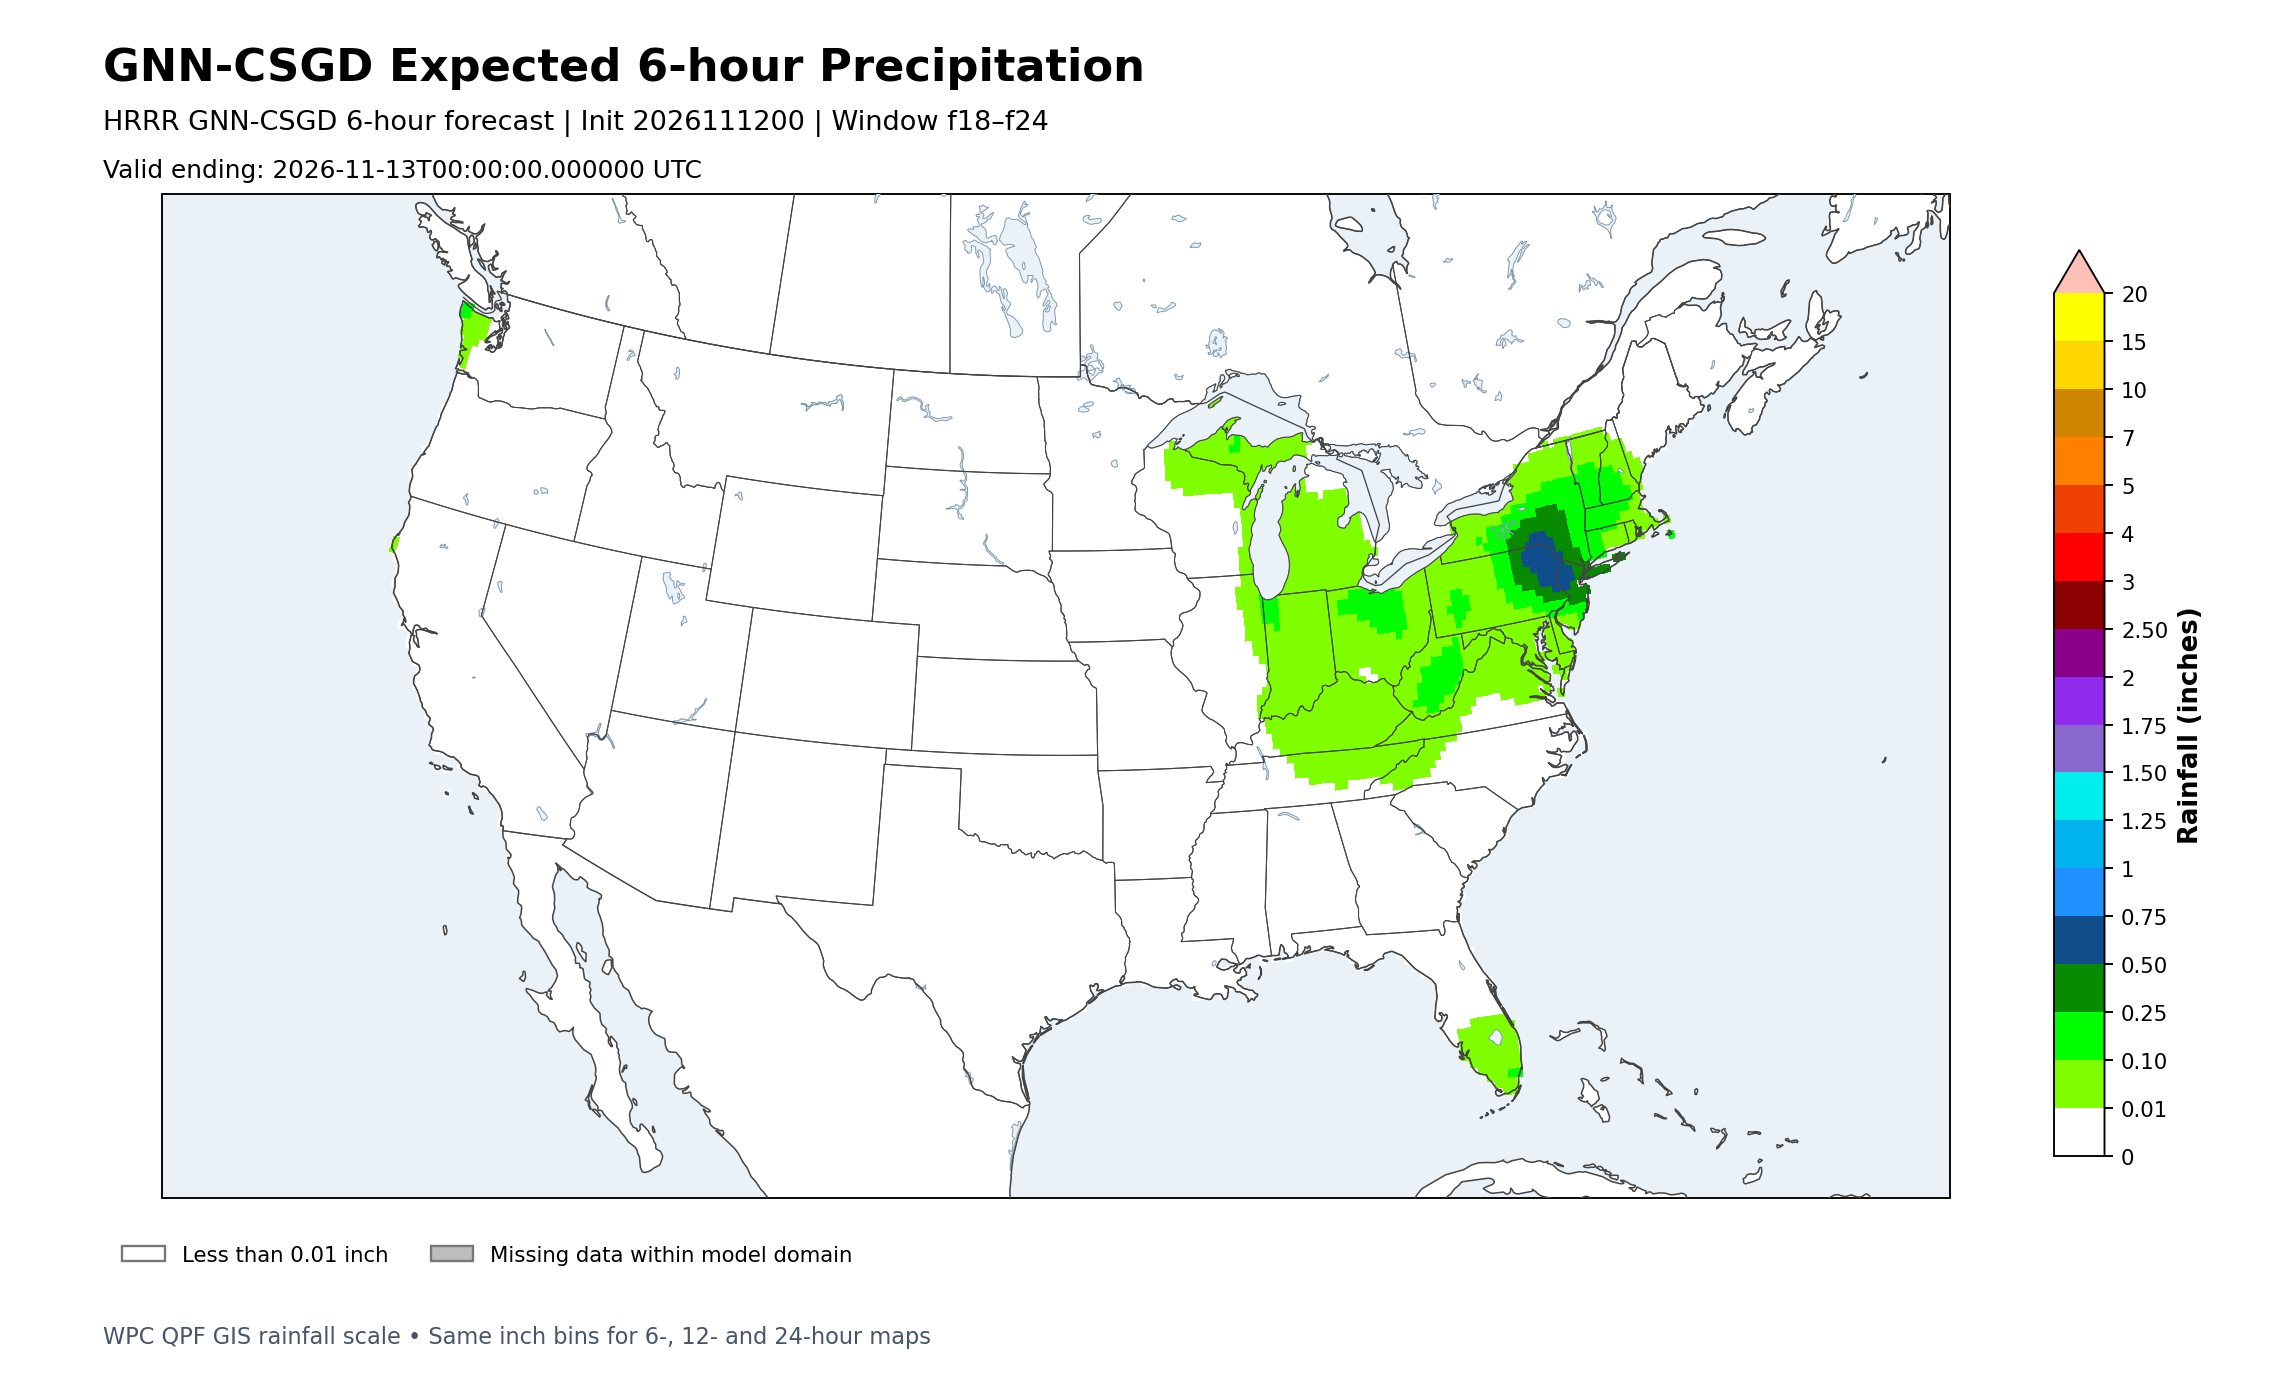 GNN-CSGD Expected 6-hour Precipitation
HRRR GNN-CSGD 6-hour forecast | Init 2026111200 | Window f18–f24
Valid ending: 2026-11-13T00:00:00.000000 UTC
20
15
10
7
5
4
3
2.50
2
1.75
1.50
1.25
1
0.75
0.50
0.25
0.10
0.01
0
Rainfall (inches)
Less than 0.01 inch
Missing data within model domain
WPC QPF GIS rainfall scale • Same inch bins for 6-, 12- and 24-hour maps